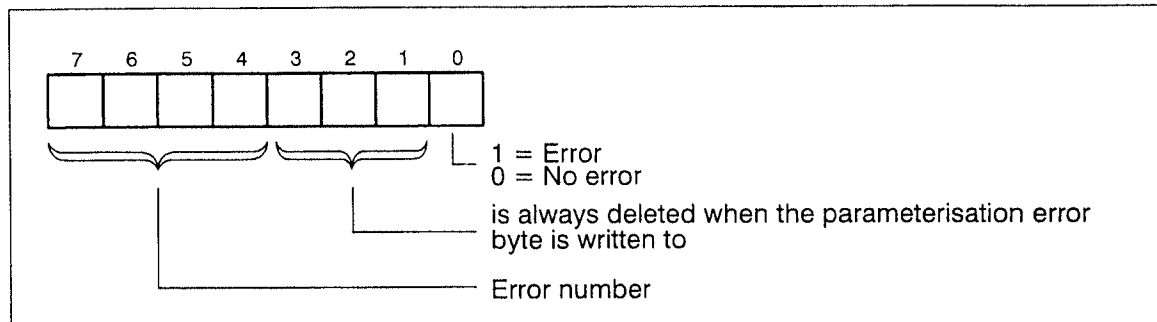 7 6 5 4 3 2 1 0
1 = Error
0 = No error
is always deleted when the parameterisation error
byte is written to
Error number